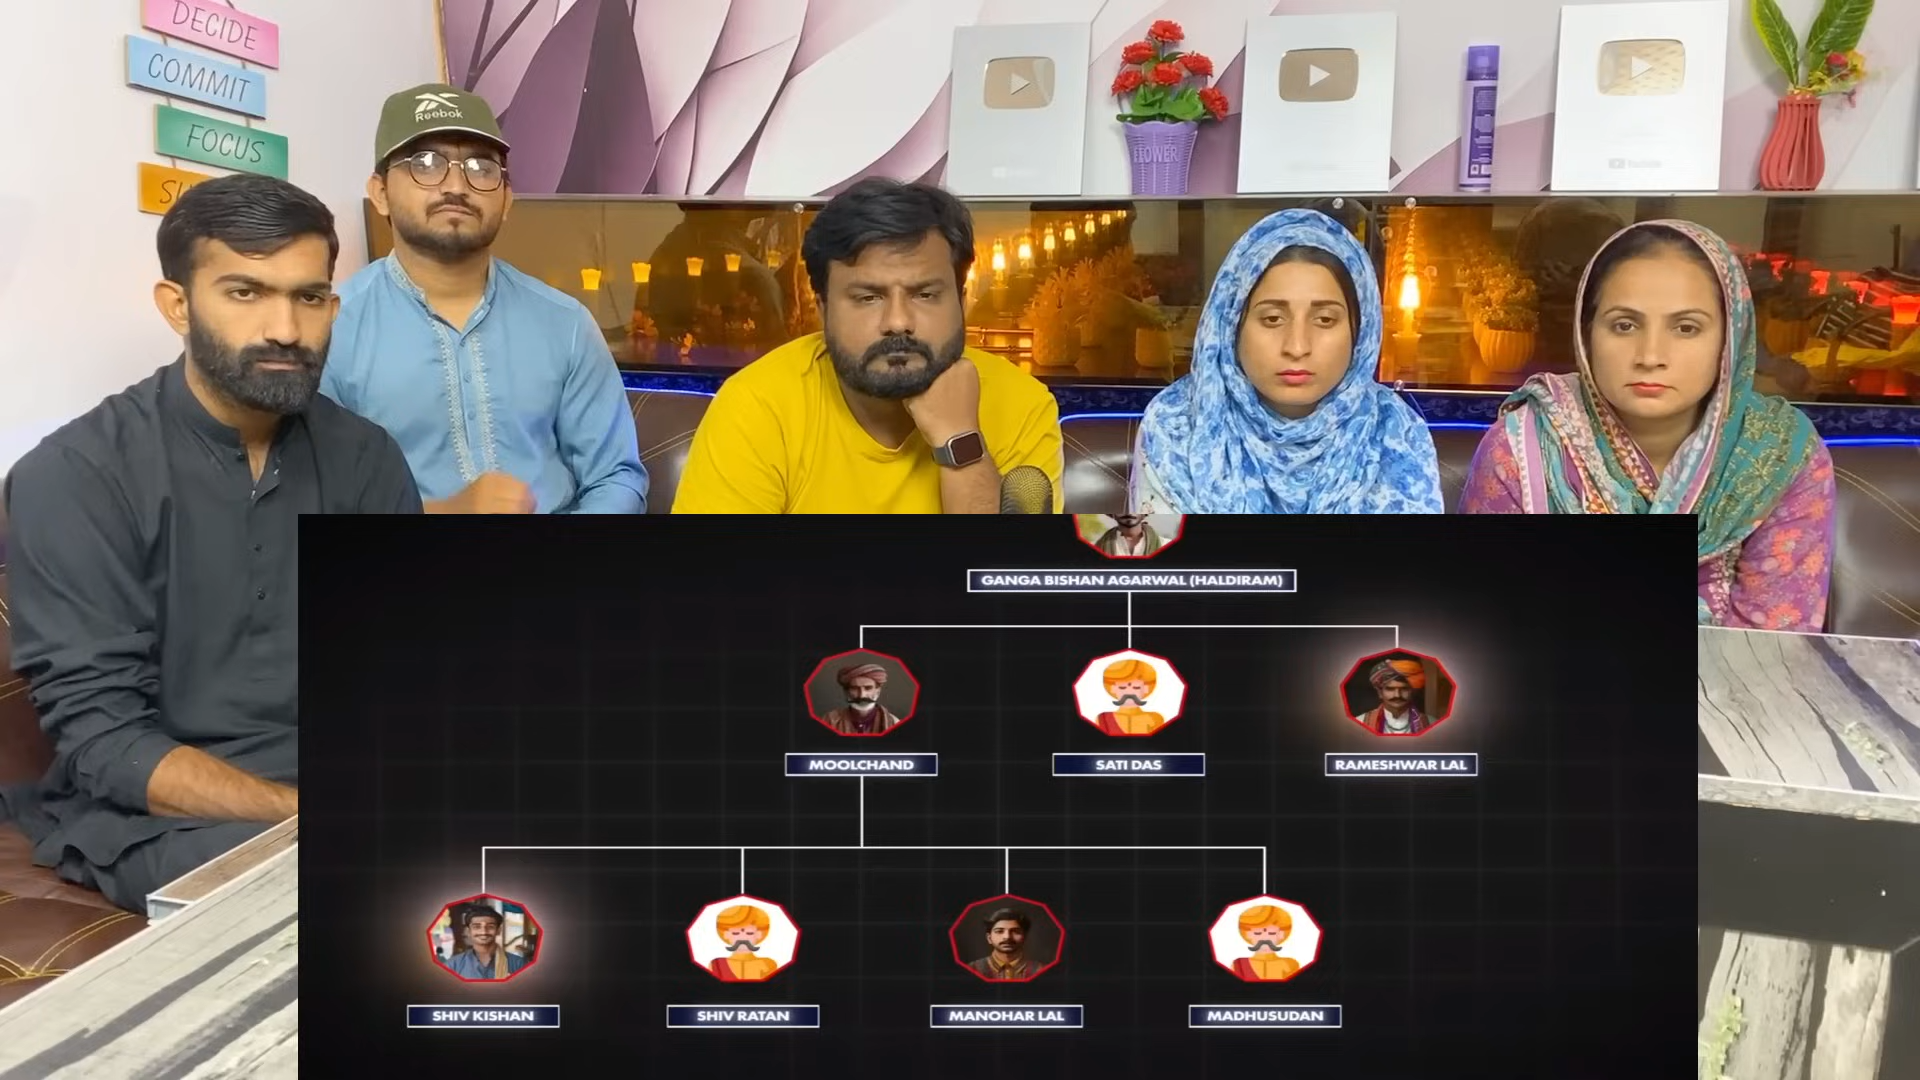 DECIDE
COMMIT
FOCUS
Reebok
FLOWER
GANGA BISHAN AGARWAL (HALDIRAM)
MOOLCHAND
SATI DAS
RAMESHWAR LAL
SHIV KISHAN
SHIV RATAN
MANOHAR LAL
MADHUSUDAN